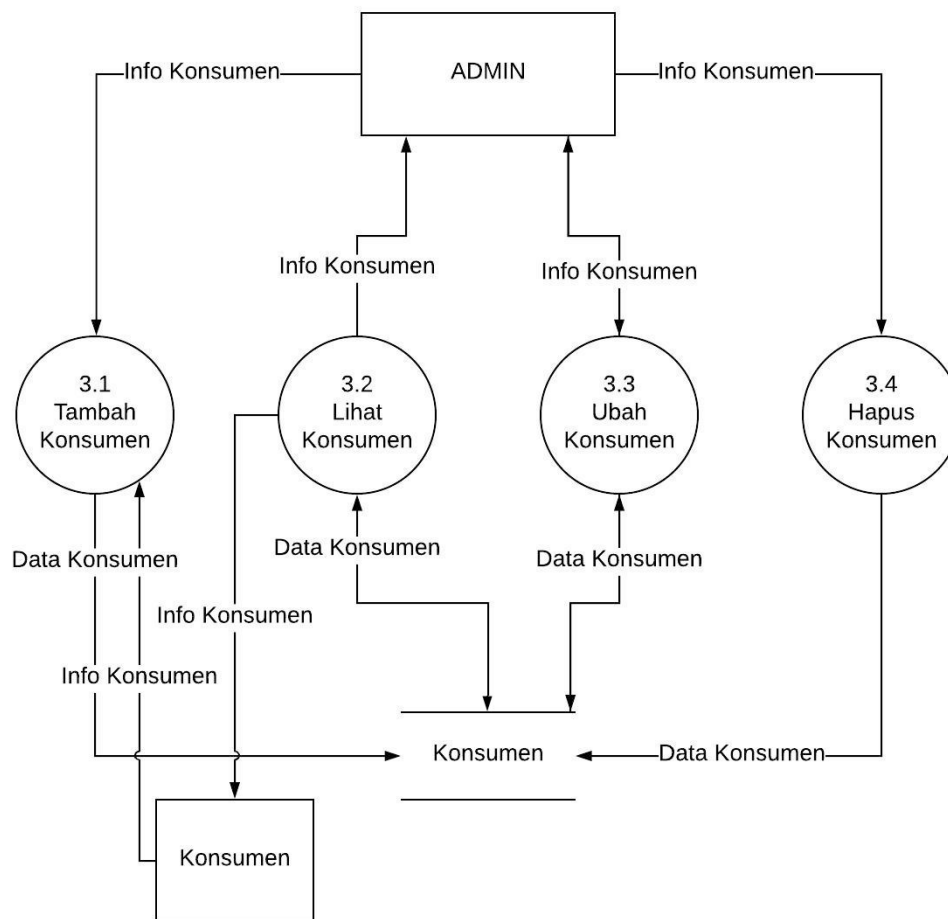 Info Konsumen
ADMIN
Info Konsumen
Info Konsumen
Info Konsumen
3.1
Tambah
Konsumen
3.2
Lihat
Konsumen
3.3
Ubah
Konsumen
3.4
Hapus
Konsumen
Data Konsumen
Data Konsumen
Data Konsumen
Info Konsumen
Info Konsumen
Konsumen
Data Konsumen
Konsumen